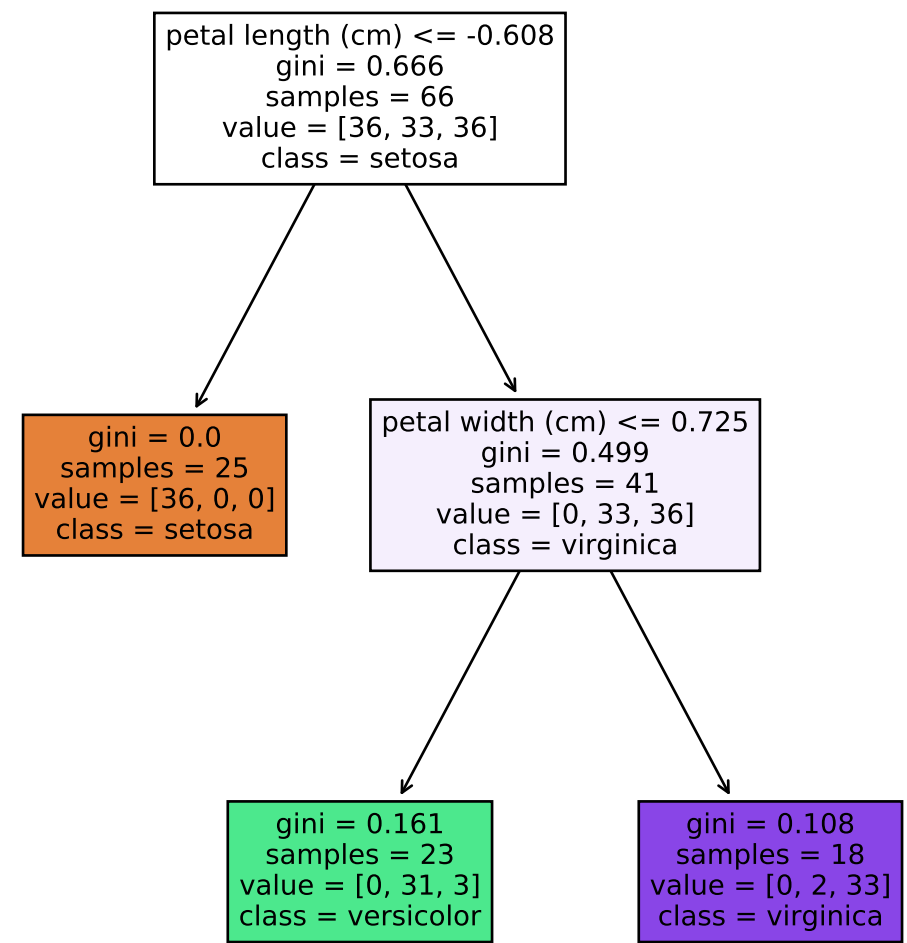 petal length (cm) <= -0.608
gini = 0.666
samples = 66
value = [36, 33, 36]
class = setosa
gini = 0.0
samples = 25
value = [36, 0, 0]
class = setosa
petal width (cm) <= 0.725
gini = 0.499
samples = 41
value = [0, 33, 36]
class = virginica
gini = 0.161
samples = 23
value = [0, 31, 3]
class = versicolor
gini = 0.108
samples = 18
value = [0, 2, 33]
class = virginica